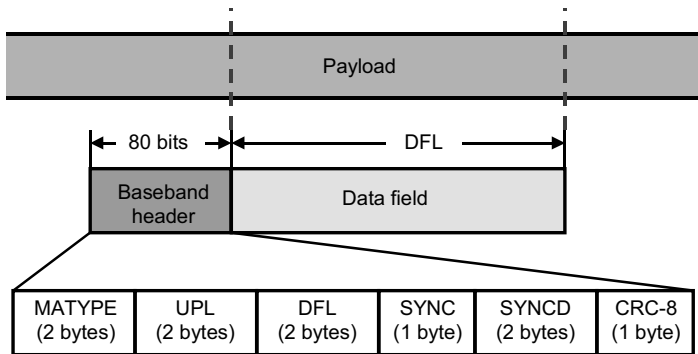 Payload
80 bits
DFL
Baseband
header
Data field
MATYPE
(2 bytes)
UPL
(2 bytes)
DFL
(2 bytes)
SYNC
(1 byte)
SYNCD
(2 bytes)
CRC-8
(1 byte)